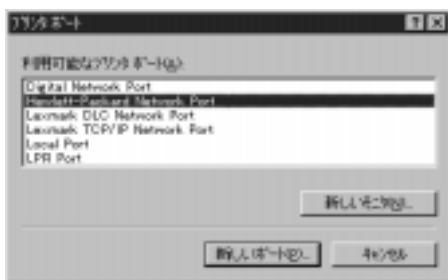 プリンタ ポート
利用可能なプリンタ ポート(A):
Digital Network Port
Hewlett-Packard Network Port
Lexmark DLC Network Port
Lexmark TCP/IP Network Port
Local Port
LPR Port
新しいモニタ(N)...
新しいポート(P)...
キャンセル